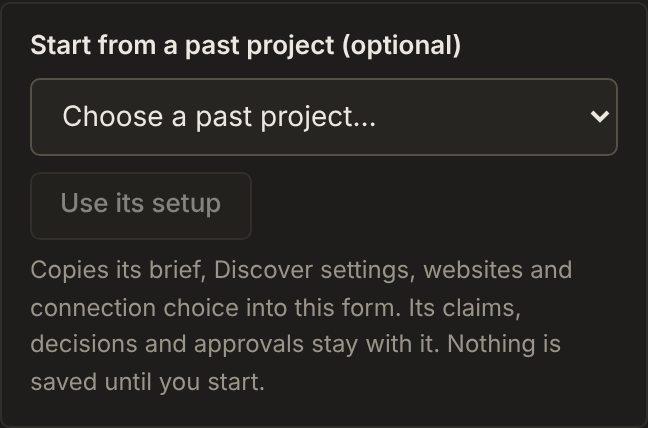 Start from a past project (optional)
Choose a past project...
Use its setup
Copies its brief, Discover settings, websites and
connection choice into this form. Its claims,
decisions and approvals stay with it. Nothing is
saved until you start.